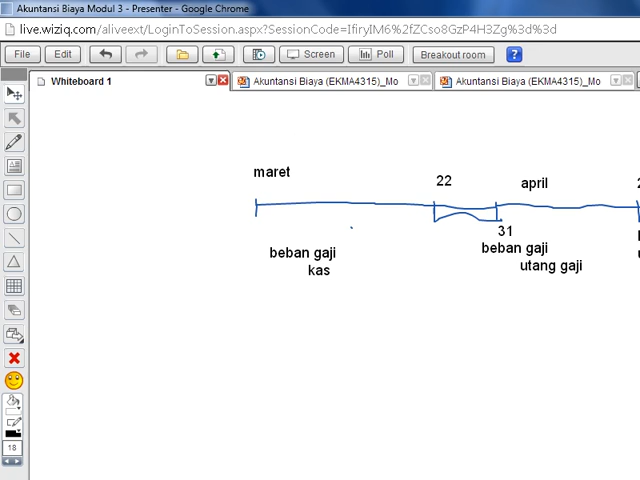 Akuntansi Biaya Modul 3 - Presenter - Google Chrome
live.wiziq.com/aliveext/LoginToSession.aspx?SessionCode=IfiryIM6%2fZCso8GzP4H3Zg%3d%3d
File Edit Screen Poll Breakout room ?
Whiteboard 1 Akuntansi Biaya (EKMA4315)_Mo Akuntansi Biaya (EKMA4315)_Mo
maret 22 april
31
beban gaji beban gaji
kas utang gaji
18